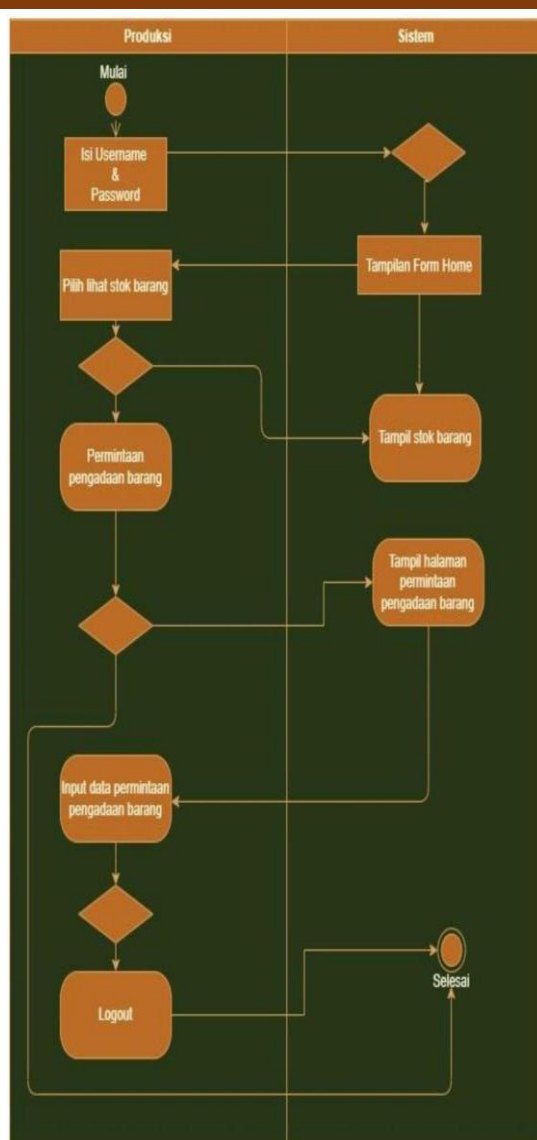 Produksi
Sistem
Mulai
Isi Username
&
Password
Tampilan Form Home
Pilih lihat stok barang
Tampil stok barang
Permintaan
pengadaan barang
Tampil halaman
permintaan
pengadaan barang
Input data permintaan
pengadaan barang
Logout
Selesai